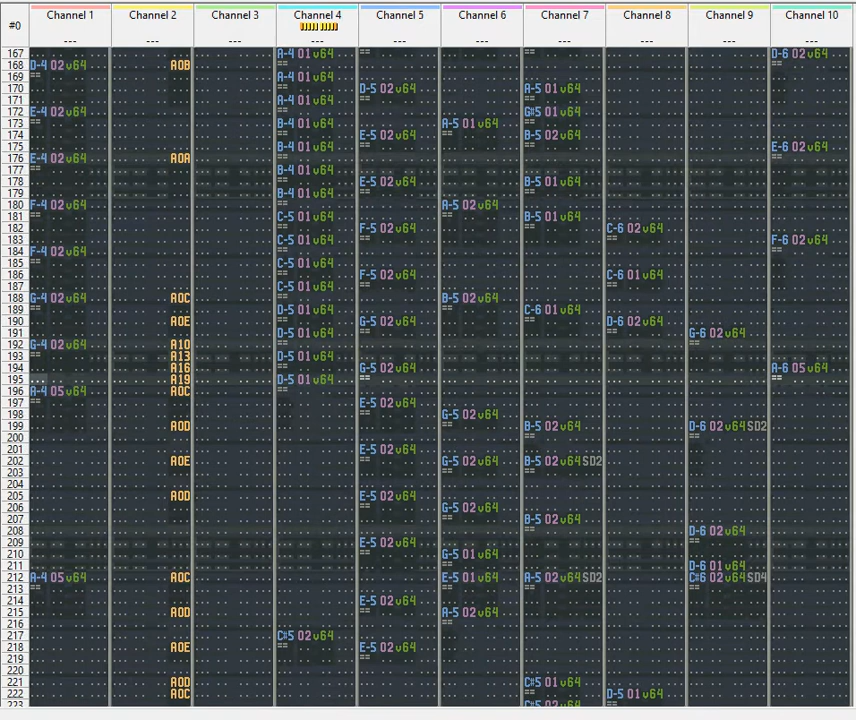 #0 Channel 1 Channel 2 Channel 3 Channel 4 Channel 5 Channel 6 Channel 7 Channel 8 Channel 9 Channel 10
--- --- --- --- --- --- --- --- --- ---
167 A-4 01 v64 == == D-6 02 v64
168 D-4 02 v64 A0B ==
169 == A-4 01 v64
170 D-5 02 v64 A-5 01 v64
171 A-4 01 v64 == ==
172 E-4 02 v64 G#5 01 v64
173 == B-4 01 v64 A-5 01 v64 ==
174 E-5 02 v64 == B-5 02 v64
175 B-4 01 v64 == == E-6 02 v64
176 E-4 02 v64 A0A ==
177 == B-4 01 v64
178 E-5 02 v64 B-5 01 v64
179 B-4 01 v64 == ==
180 F-4 02 v64 A-5 02 v64
181 == C-5 01 v64 == B-5 01 v64
182 F-5 02 v64 == C-6 02 v64
183 C-5 01 v64 == == F-6 02 v64
184 F-4 02 v64 ==
185 == C-5 01 v64
186 F-5 02 v64 C-6 01 v64
187 C-5 01 v64 == ==
188 G-4 02 v64 A0C B-5 02 v64
189 == D-5 01 v64 == C-6 01 v64
190 A0E G-5 02 v64 == D-6 02 v64
191 D-5 01 v64 == == G-6 02 v64
192 G-4 02 v64 A10 ==
193 == A13 D-5 01 v64
194 A16 G-5 02 v64 A-6 05 v64
195 A19 D-5 01 v64 == ==
196 A-4 05 v64 A0C
197 == E-5 02 v64
198 == G-5 02 v64
199 A0D == B-5 02 v64 D-6 02 v64 SD2
200 == ==
201 E-5 02 v64
202 A0E == G-5 02 v64 B-5 02 v64 SD2
203 == ==
204
205 A0D E-5 02 v64
206 == G-5 02 v64
207 == B-5 02 v64
208 == D-6 02 v64
209 E-5 02 v64 ==
210 == G-5 01 v64
211 == D-6 01 v64
212 A-4 05 v64 A0C E-5 01 v64 A-5 02 v64 SD2 C#6 02 v64 SD4
213 == == == ==
214 E-5 02 v64
215 A0D == A-5 02 v64
216 ==
217 C#5 02 v64
218 A0E == E-5 02 v64
219 ==
220
221 A0D C#5 01 v64
222 A0C == D-5 01 v64
223